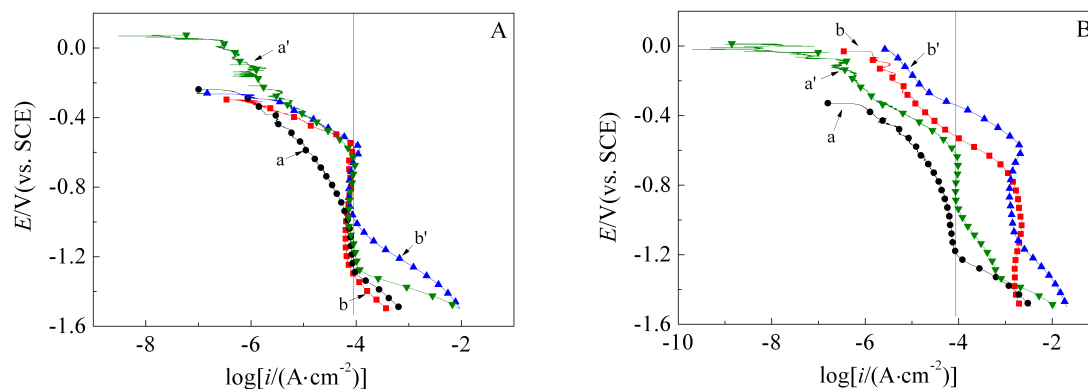 A
0.0
-0.4
-0.8
-1.2
-1.6
E/V(vs. SCE)
a'
a
b'
b
-8
-6
-4
-2
log[i/(A·cm⁻²)]
B
0.0
-0.4
-0.8
-1.2
-1.6
E/V(vs. SCE)
b
b'
a'
a
-10
-8
-6
-4
-2
log[i/(A·cm⁻²)]